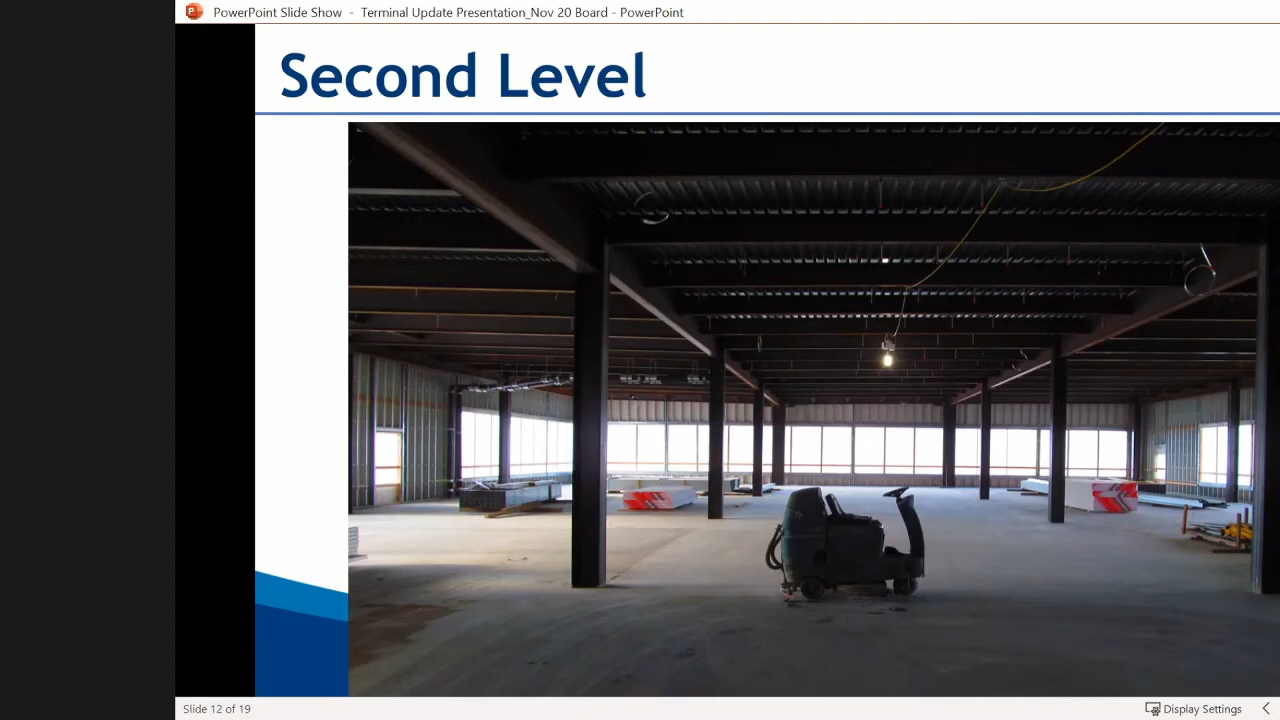 PowerPoint Slide Show - Terminal Update Presentation_Nov 20 Board - PowerPoint
Second Level
Slide 12 of 19
Display Settings